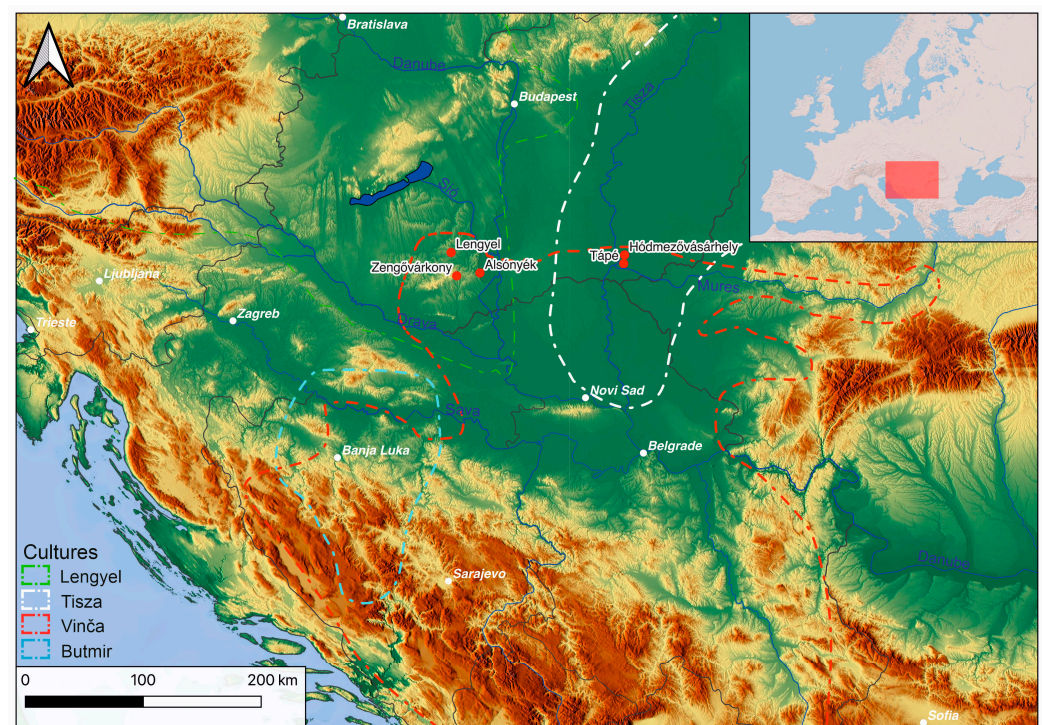 Bratislava
Danube
Budapest
Tisza
Sió
Lengyel
Hódmezővásárhely
Tápé
Zengővárkony
Alsónyék
Ljubljana
Mures
Zagreb
Drava
Trieste
Novi Sad
Sava
Banja Luka
Belgrade
Cultures
Lengyel
Tisza
Vinča
Butmir
Sarajevo
Danube
0 100 200 km
Sofia